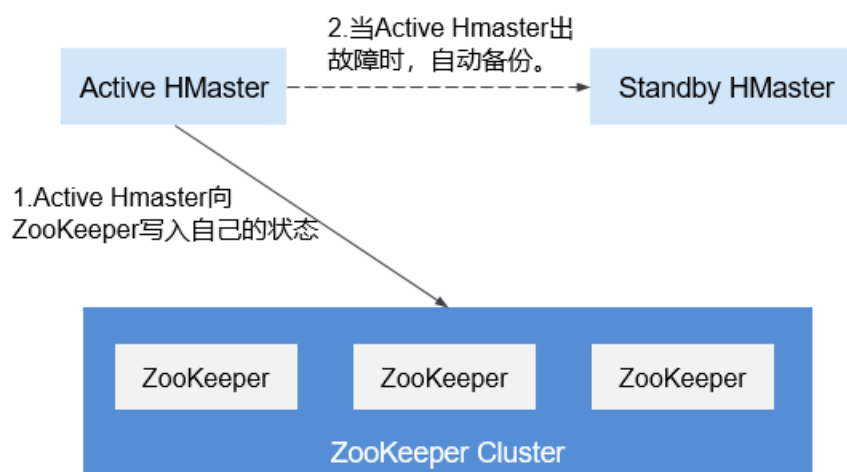 2.当Active Hmaster出
故障时，自动备份。
Active HMaster
Standby HMaster
1.Active Hmaster向
ZooKeeper写入自己的状态
ZooKeeper
ZooKeeper
ZooKeeper
ZooKeeper Cluster